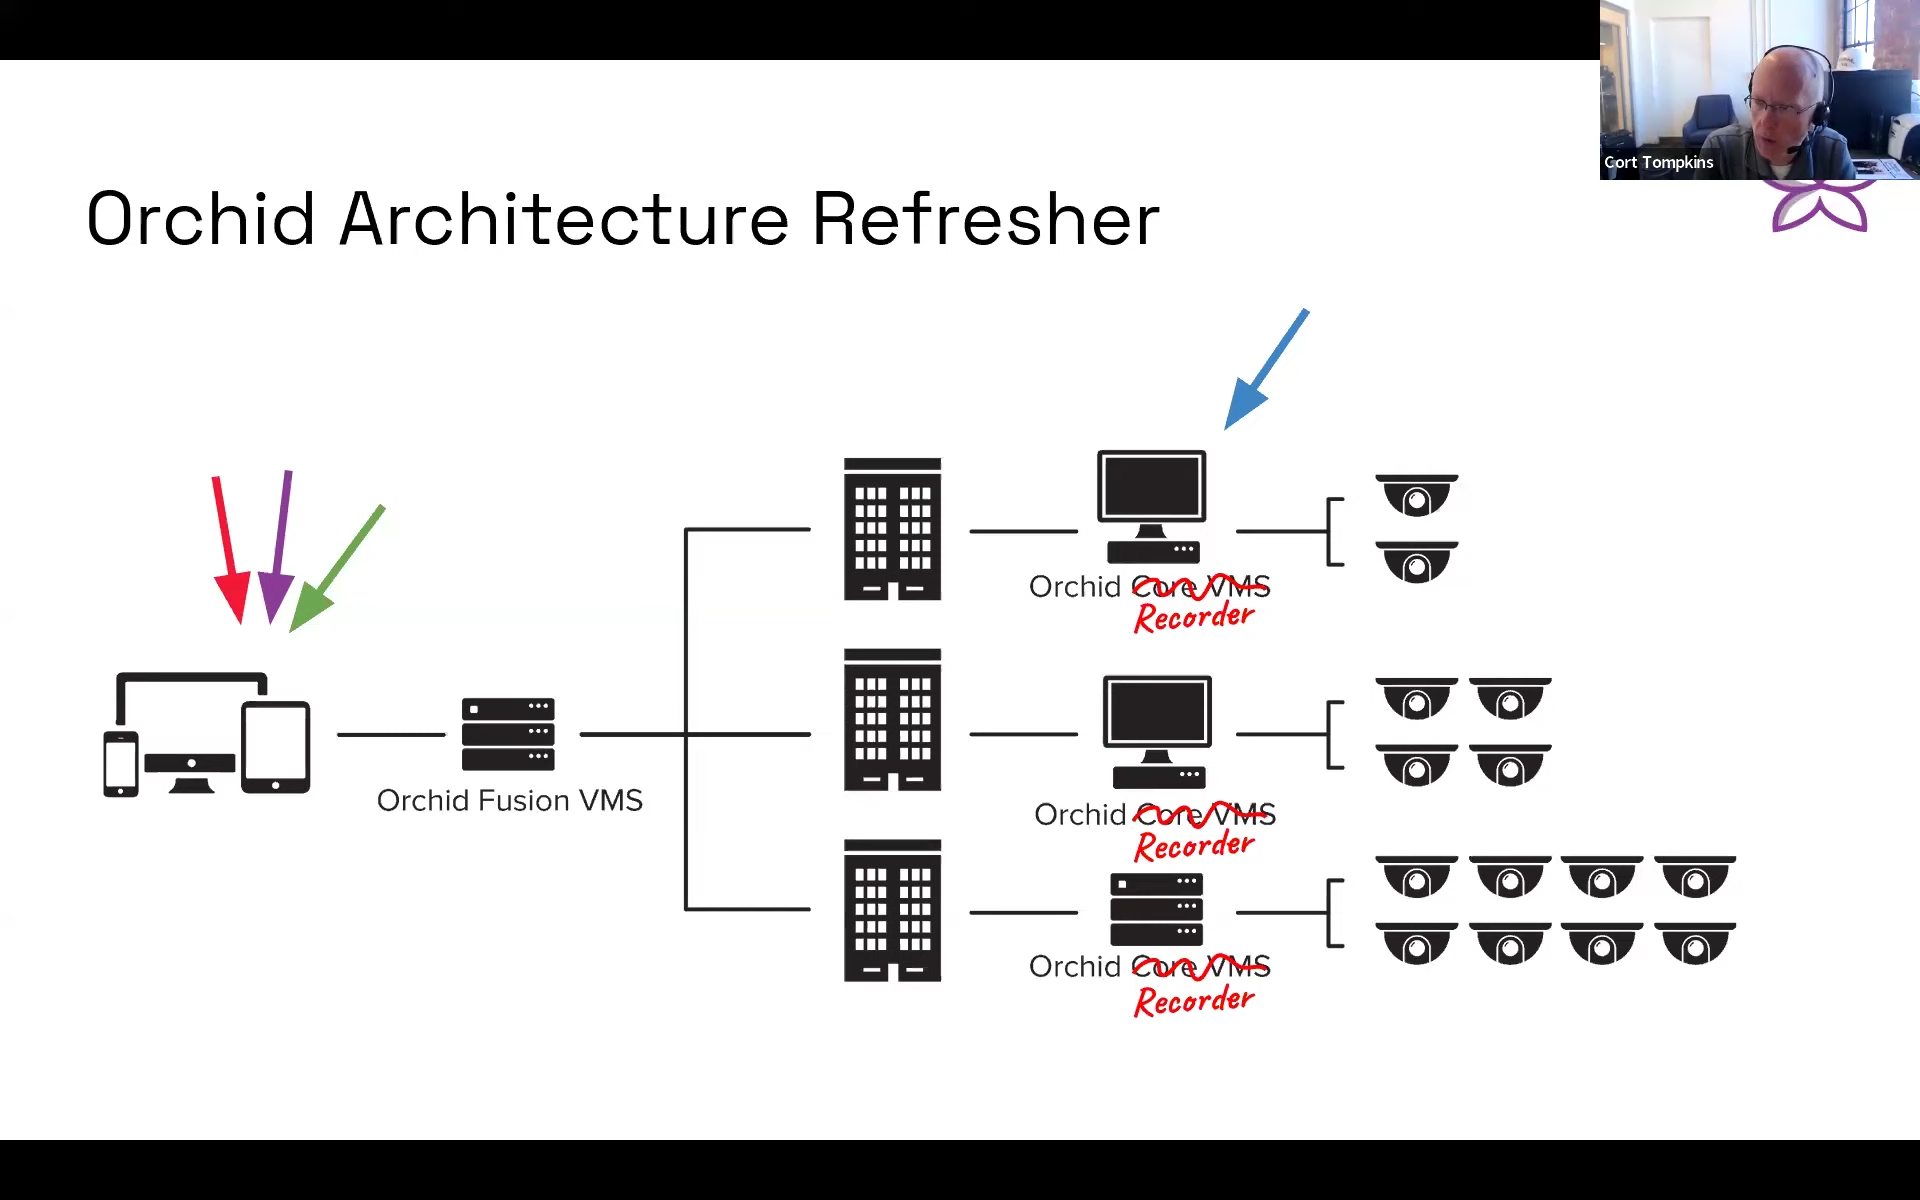 Cort Tompkins
Orchid Architecture Refresher
Orchid Core VMS
Recorder
Orchid Fusion VMS
Orchid Core VMS
Recorder
Orchid Core VMS
Recorder